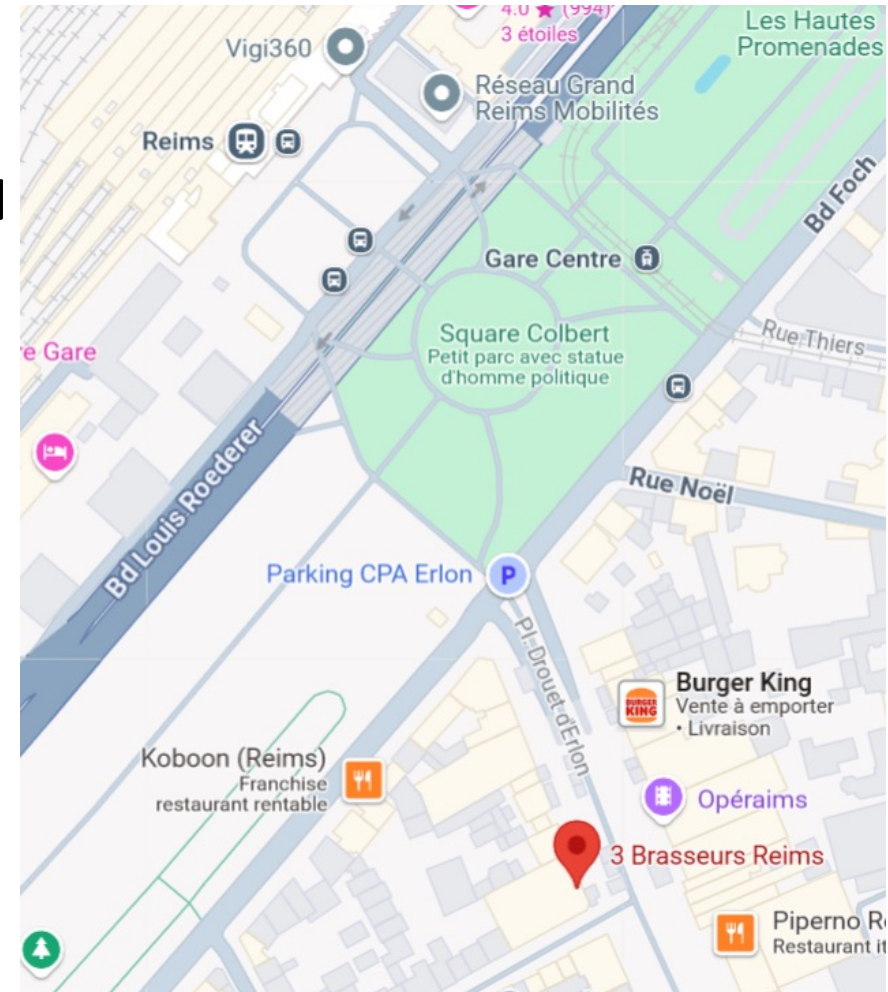 4.0 ★ (994)
3 étoiles
Les Hautes
Promenades
Vigi360
Réseau Grand
Reims Mobilités
Reims
Bd Foch
Gare Centre
Rue Thiers
Square Colbert
Petit parc avec statue
d'homme politique
re Gare
Rue Noël
Bd Louis Roederer
Parking CPA Erlon
P
Pl. Drouet d'Erlon
BURGER
KING
Burger King
Vente à emporter
• Livraison
Koboon (Reims)
Franchise
restaurant rentable
Opéraims
3 Brasseurs Reims
Piperno Re
Restaurant it